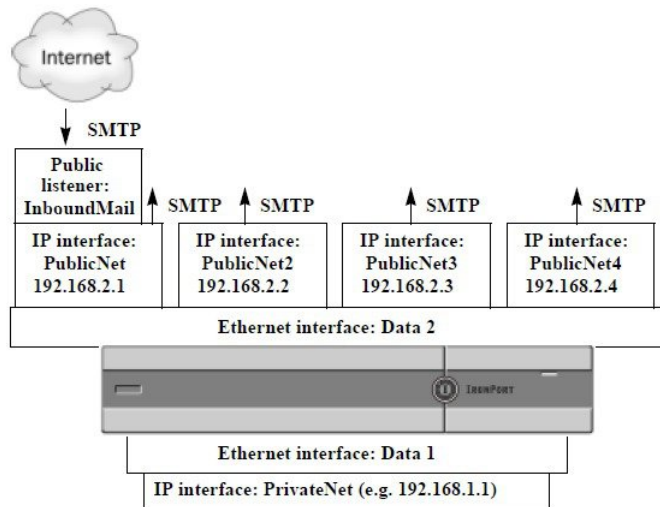 Internet
SMTP
Public
listener:
InboundMail
SMTP
SMTP
SMTP
SMTP
IP interface:
PublicNet
192.168.2.1
IP interface:
PublicNet2
192.168.2.2
IP interface:
PublicNet3
192.168.2.3
IP interface:
PublicNet4
192.168.2.4
Ethernet interface: Data 2
IRONPORT
Ethernet interface: Data 1
IP interface: PrivateNet (e.g. 192.168.1.1)